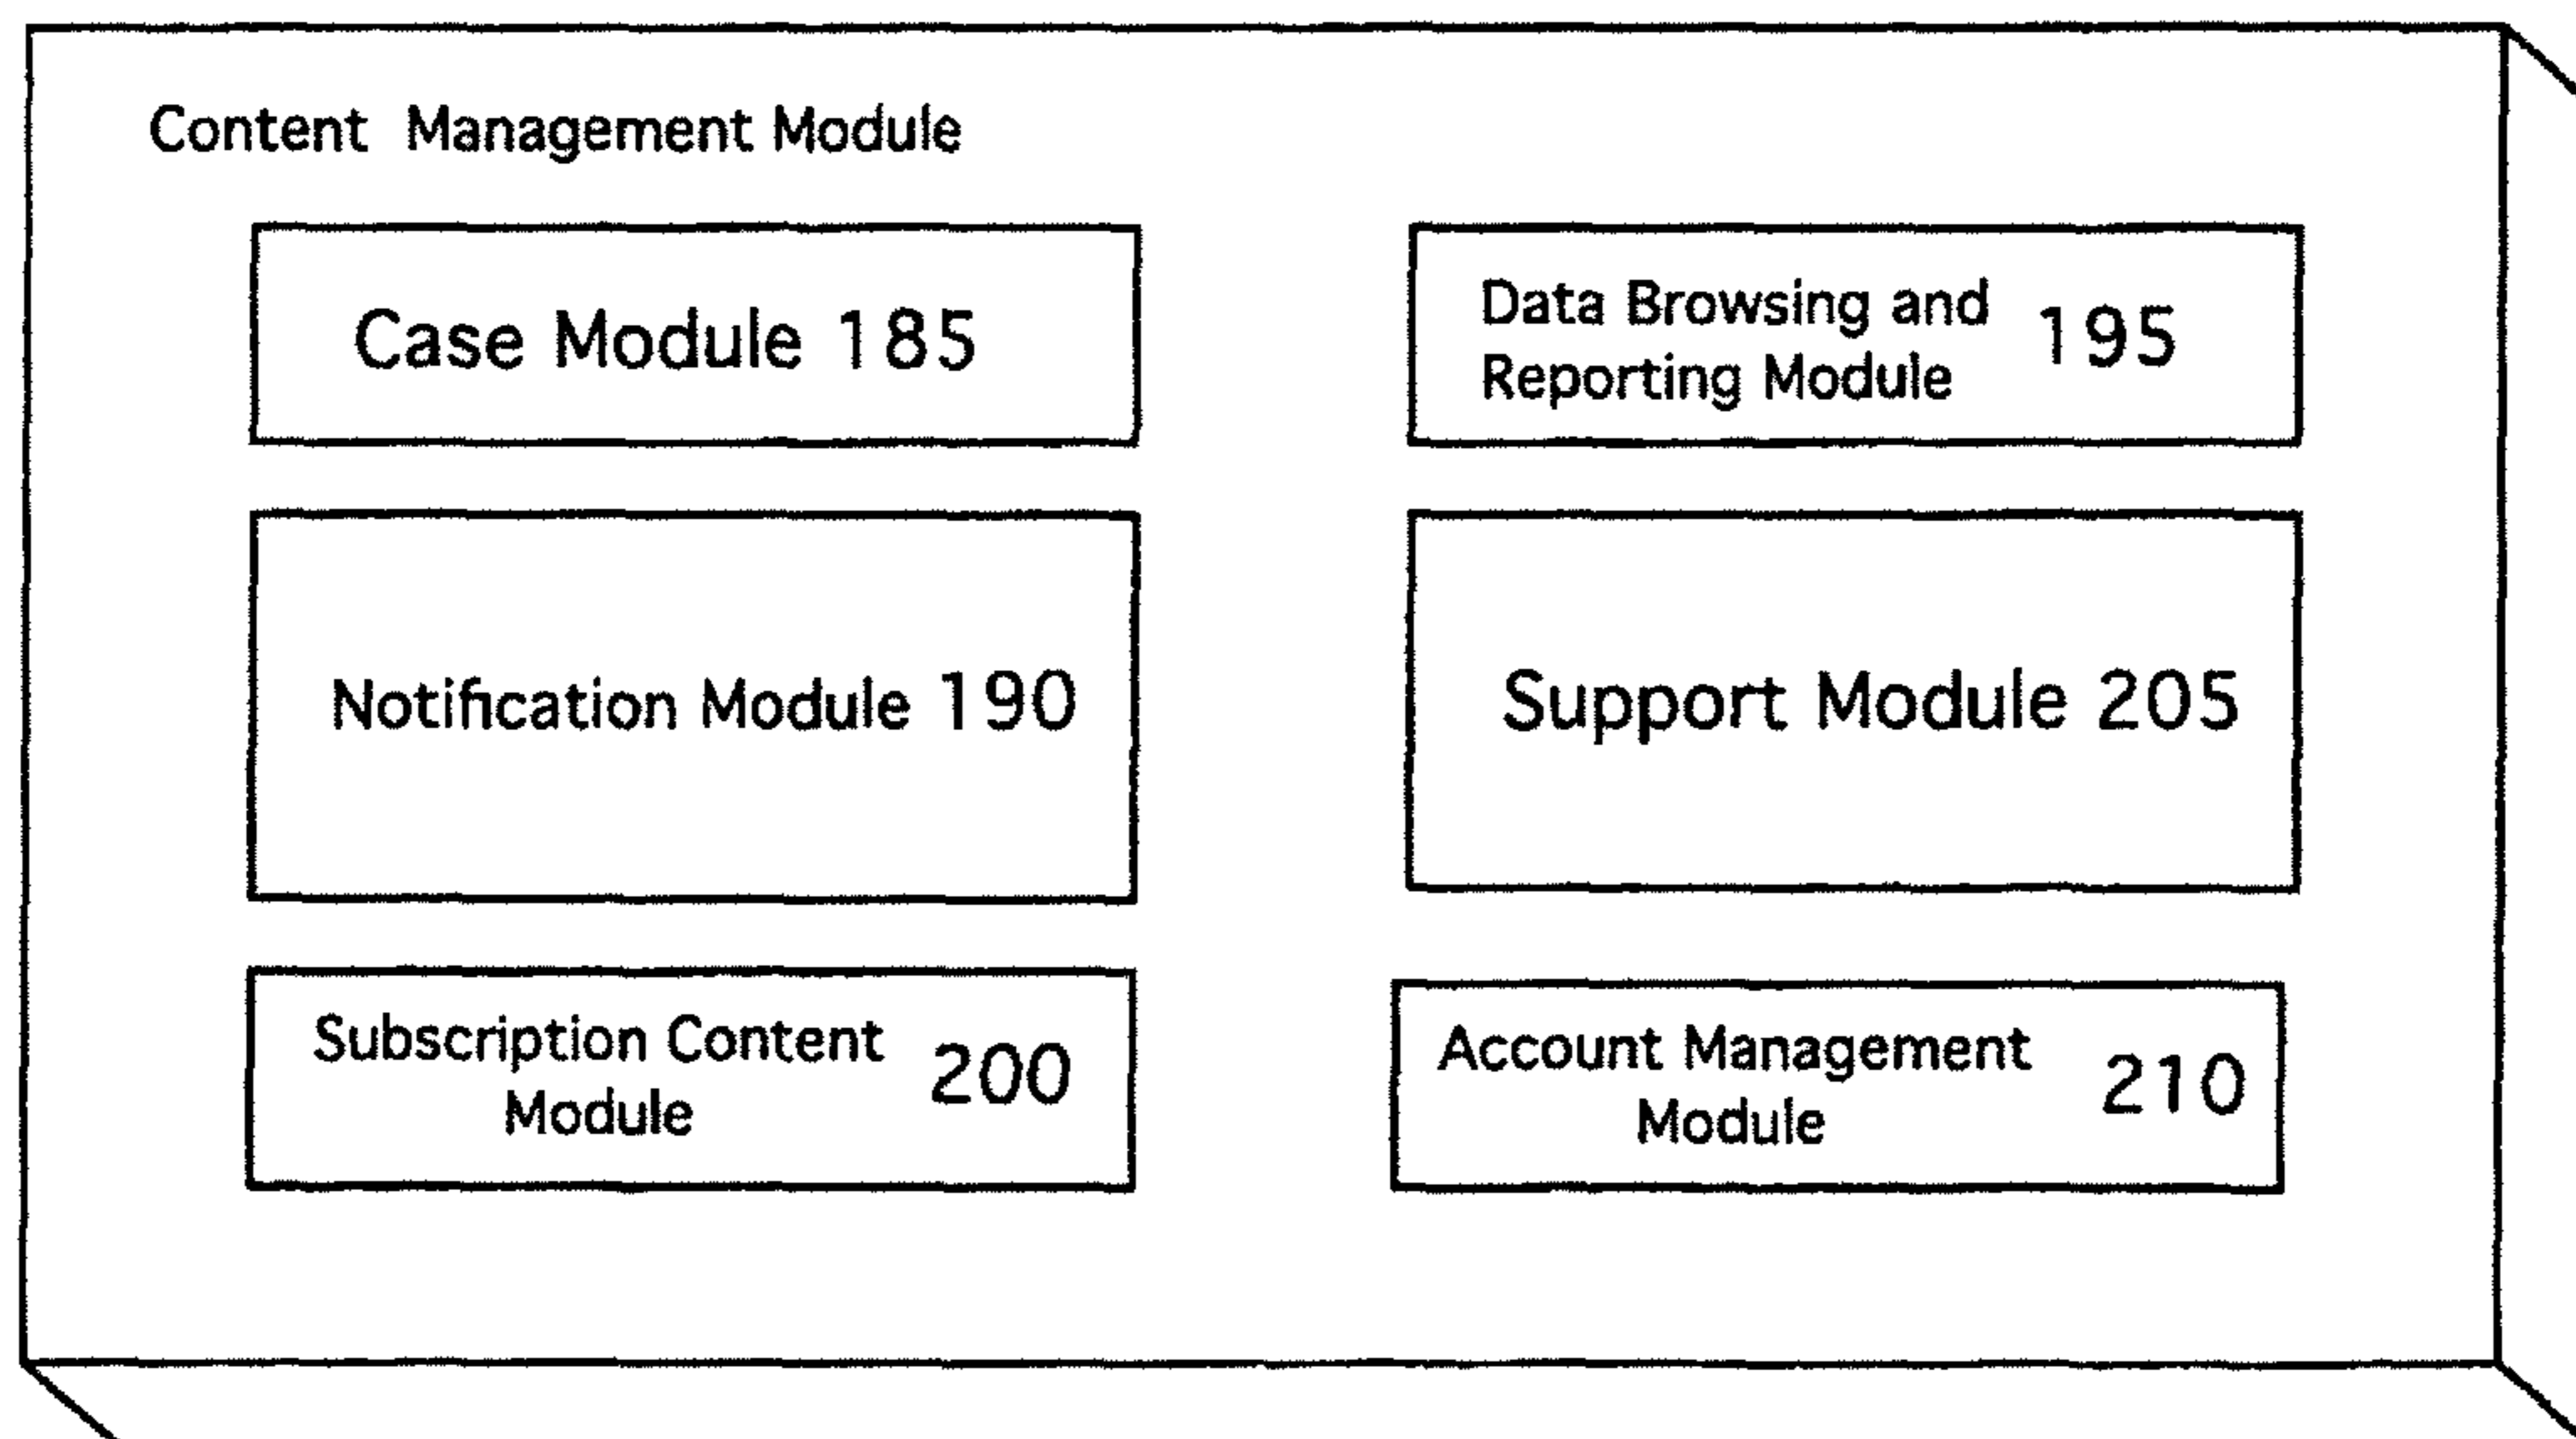 Content Management Module
Case Module 185
Data Browsing and
Reporting Module 195
Notification Module 190
Support Module 205
Subscription Content
Module 200
Account Management
Module 210